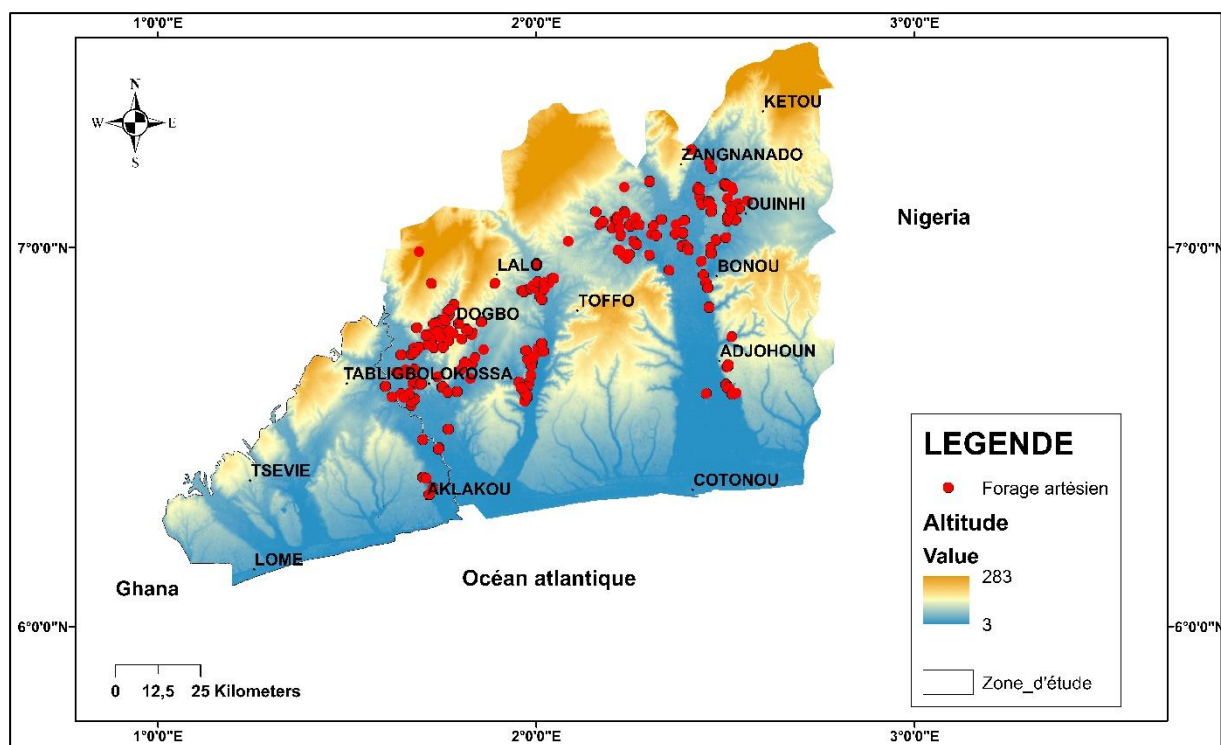 1°0'0"E 2°0'0"E 3°0'0"E
N
W E
S
KETOU
ZANGNANADO
OUINHI
Nigeria
7°0'0"N 7°0'0"N
LALO
BONOU
TOFFO
DOGBO
ADJOHOUN
TABLIGBOLOKOSSA
TSEVIE
AKLAKOU
COTONOU
LOME
Océan atlantique
Ghana
6°0'0"N 6°0'0"N
LEGENDE
Forage artésien
Altitude
Value
283
3
Zone_d'étude
0 12,5 25 Kilometers
1°0'0"E 2°0'0"E 3°0'0"E